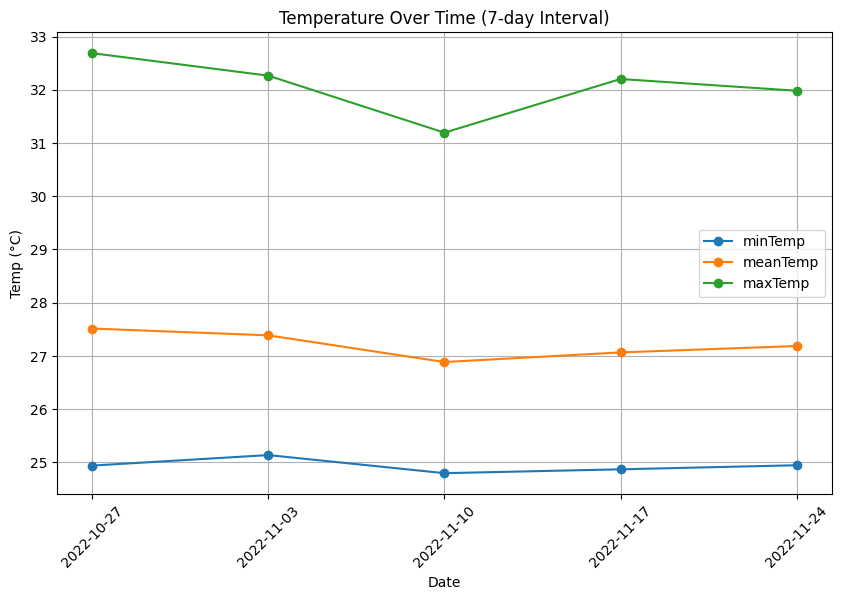 Temperature Over Time (7-day Interval)
33
32
31
30
29
28
27
26
25
Temp (°C)
minTemp
meanTemp
maxTemp
2022-10-27
2022-11-03
2022-11-10
2022-11-17
2022-11-24
Date